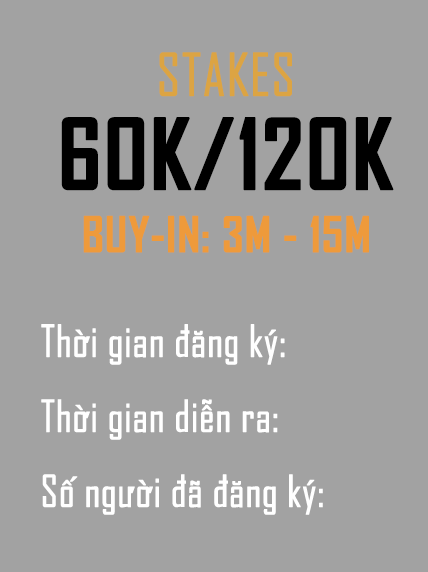 STAKES
60K/120K
BUY-IN: 3M - 15M
Thời gian đăng ký:
Thời gian diễn ra:
Số người đã đăng ký: